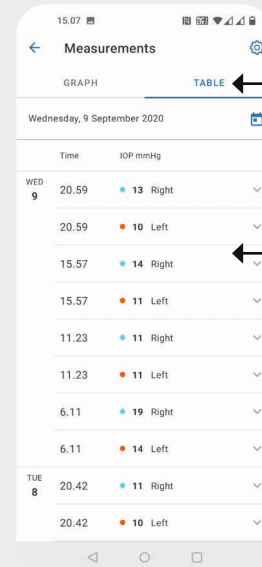 15.07
Measurements
GRAPH TABLE
Wednesday, 9 September 2020
Time IOP mmHg
WED
9
20.59 13 Right
20.59 10 Left
15.57 14 Right
15.57 11 Left
11.23 11 Right
11.23 11 Left
6.11 19 Right
6.11 14 Left
TUE
8
20.42 11 Right
20.42 10 Left